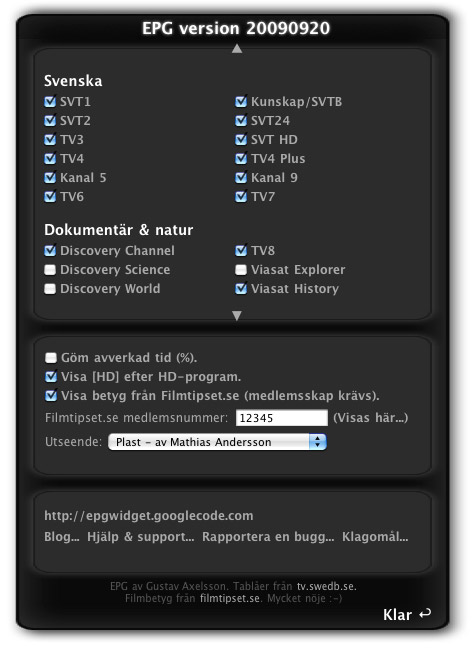 EPG version 20090920
Svenska
SVT1 Kunskap/SVTB
SVT2 SVT24
TV3 SVT HD
TV4 TV4 Plus
Kanal 5 Kanal 9
TV6 TV7
Dokumentär & natur
Discovery Channel TV8
Discovery Science Viasat Explorer
Discovery World Viasat History
Göm avverkad tid (%).
Visa [HD] efter HD-program.
Visa betyg från Filmtipset.se (medlemsskap krävs).
Filmtipset.se medlemsnummer: 12345 (Visas här...)
Utseende: Plast - av Mathias Andersson
http://epgwidget.googlecode.com
Blog... Hjälp & support... Rapportera en bugg... Klagomål...
EPG av Gustav Axelsson. Tablåer från tv.swedb.se.
Filmbetyg från filmtipset.se. Mycket nöje :-)
Klar ↩